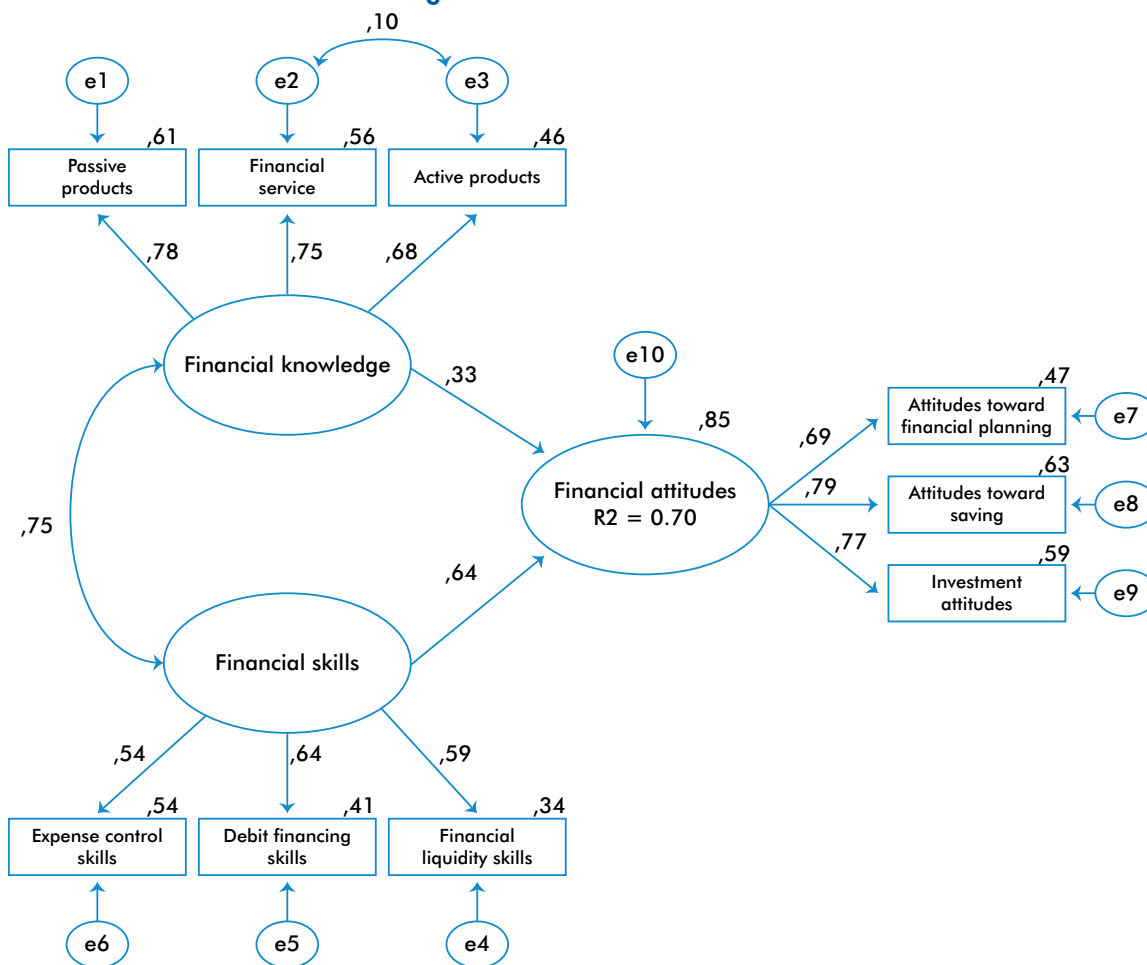 ,10
e1
e2
e3
,61
,56
,46
Passive
products
Financial
service
Active products
,78
,75
,68
Financial knowledge
,33
e10
,85
Financial attitudes
R2 = 0.70
,69
,79
,77
,47
Attitudes toward
financial planning
e7
,63
Attitudes toward
saving
e8
,59
Investment
attitudes
e9
,75
,64
Financial skills
,54
,64
,59
,54
,41
,34
Expense control
skills
Debit financing
skills
Financial
liquidity skills
e6
e5
e4